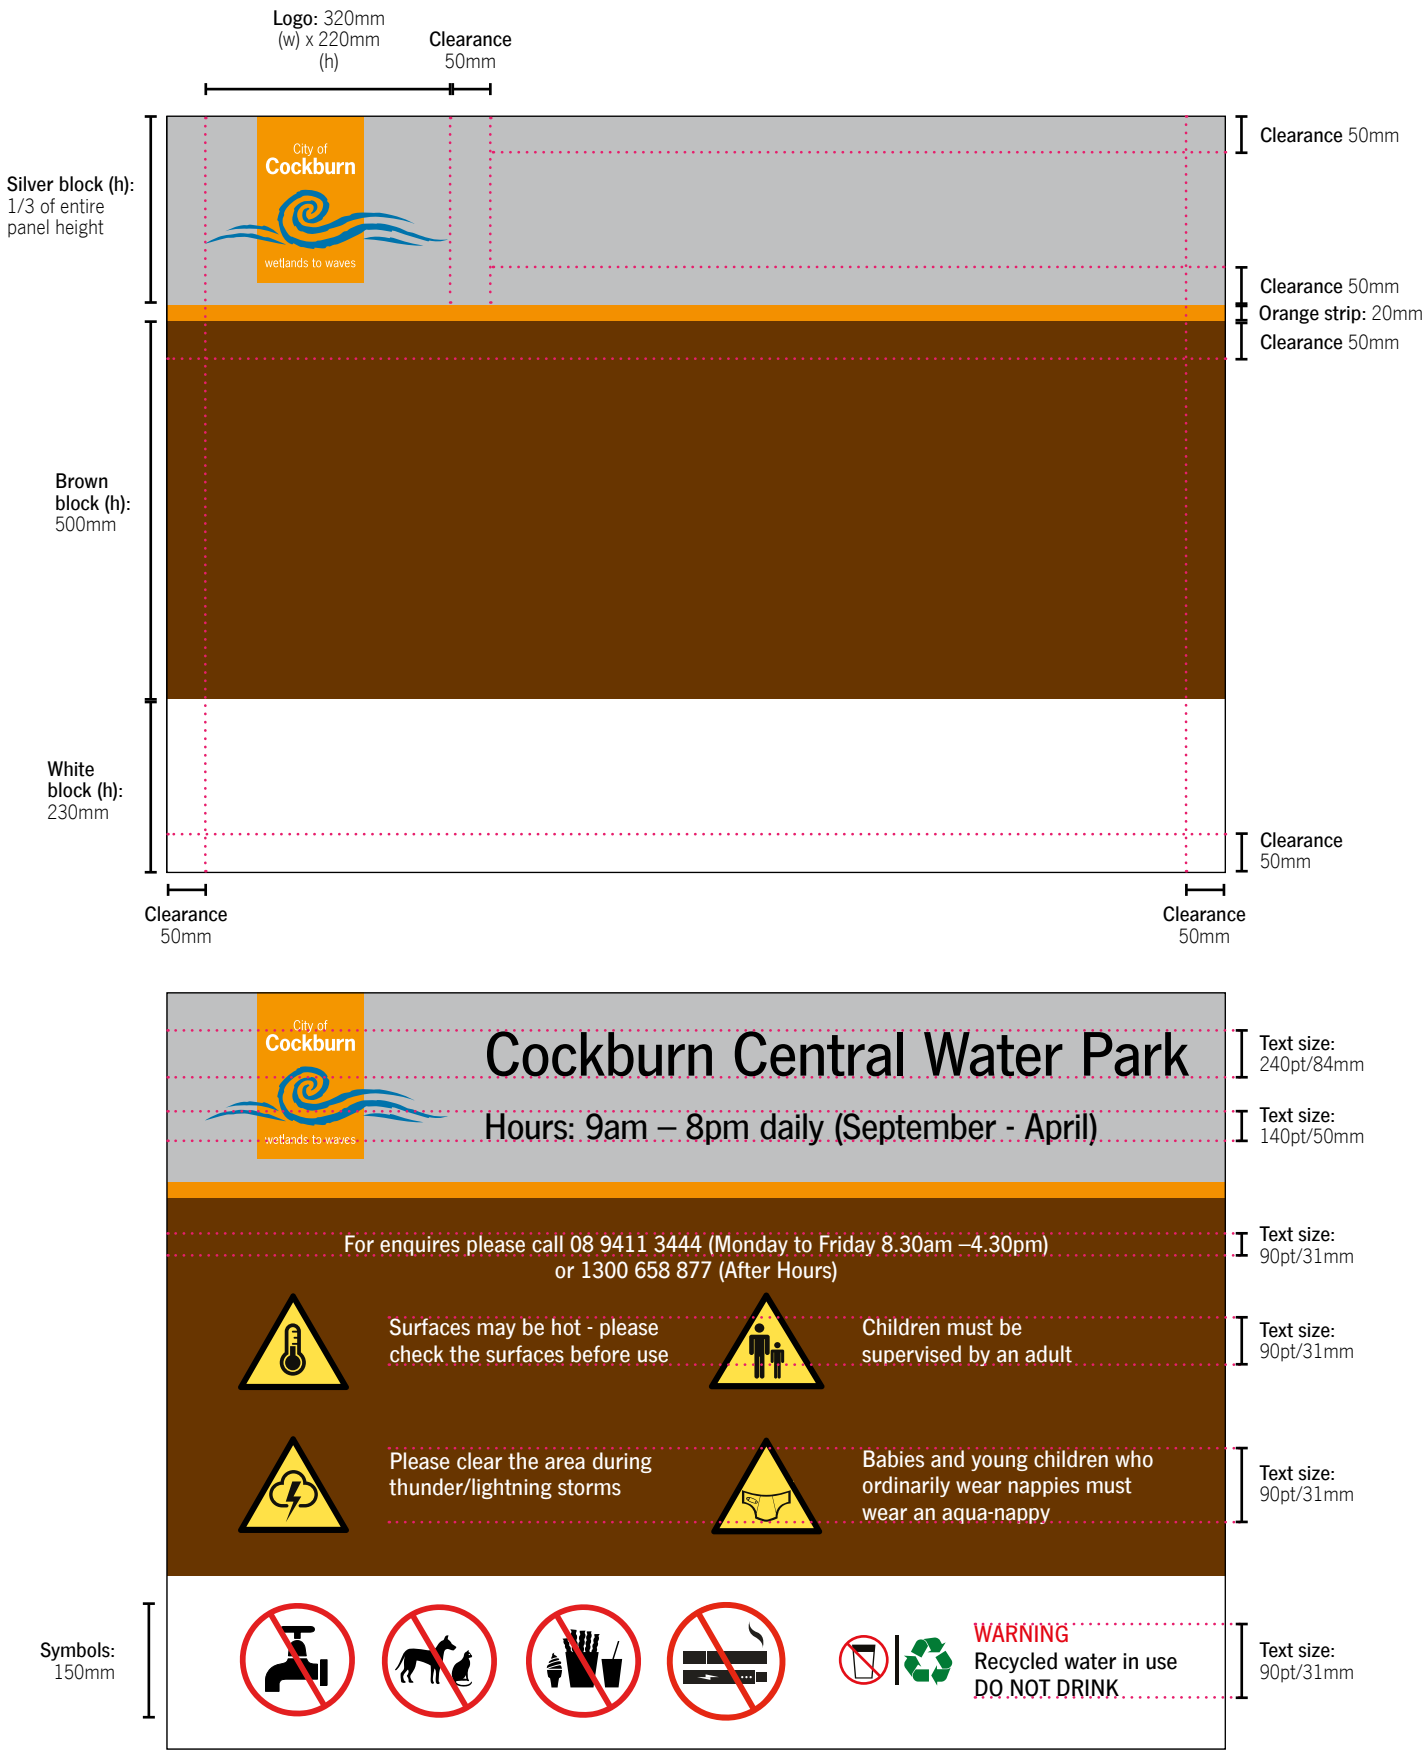 Logo: 320mm
(w) x 220mm
(h)
Clearance
50mm
City of
Cockburn
wetlands to waves
Silver block (h):
1/3 of entire
panel height
Clearance 50mm
Clearance 50mm
Orange strip: 20mm
Clearance 50mm
Brown
block (h):
500mm
White
block (h):
230mm
Clearance
50mm
Clearance
50mm
Clearance
50mm
City of
Cockburn
wetlands to waves
Cockburn Central Water Park
Hours: 9am – 8pm daily (September - April)
Text size:
240pt/84mm
Text size:
140pt/50mm
For enquires please call 08 9411 3444 (Monday to Friday 8.30am –4.30pm)
or 1300 658 877 (After Hours)
Text size:
90pt/31mm
Surfaces may be hot - please
check the surfaces before use
Children must be
supervised by an adult
Text size:
90pt/31mm
Please clear the area during
thunder/lightning storms
Babies and young children who
ordinarily wear nappies must
wear an aqua-nappy
Text size:
90pt/31mm
Symbols:
150mm
WARNING
Recycled water in use
DO NOT DRINK
Text size:
90pt/31mm